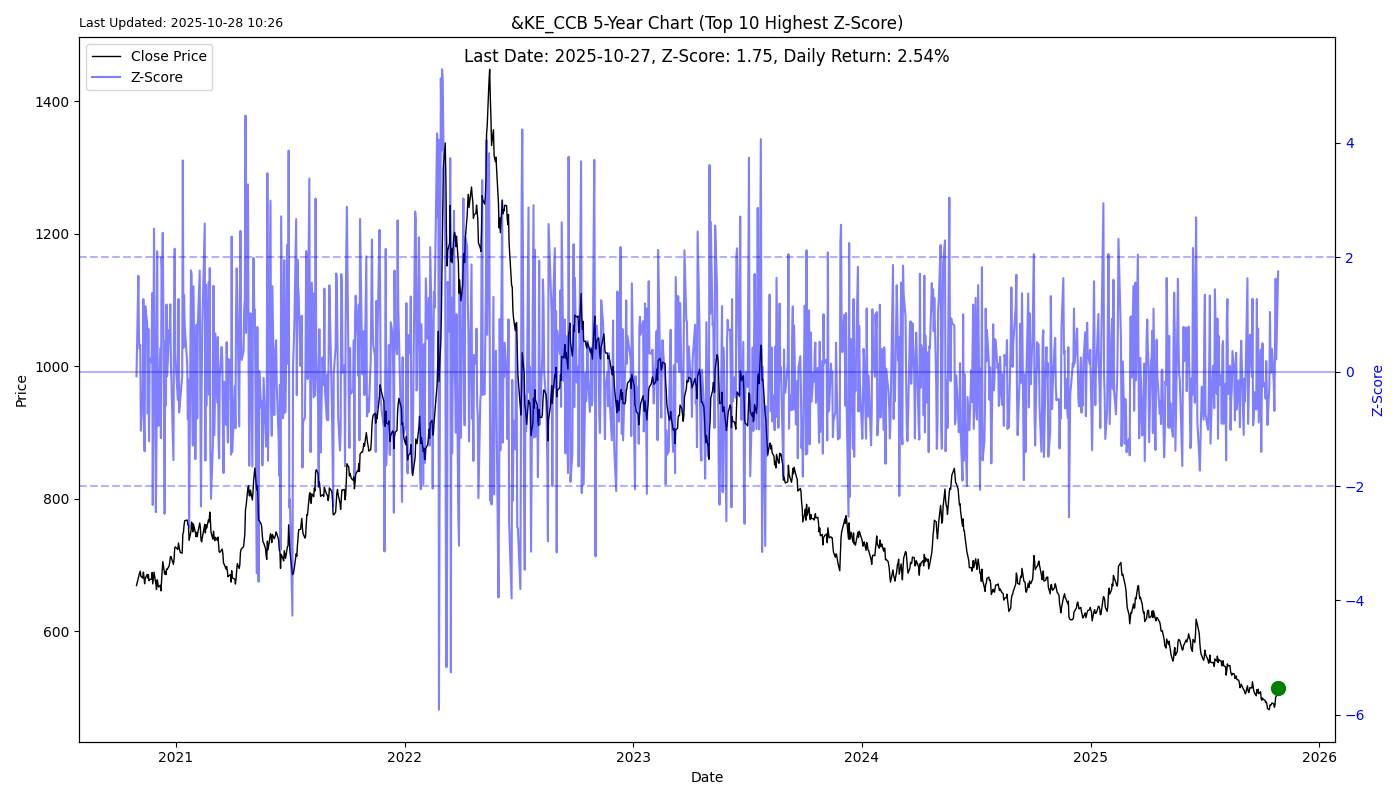 Last Updated: 2025-10-28 10:26
&KE_CCB 5-Year Chart (Top 10 Highest Z-Score)
Last Date: 2025-10-27, Z-Score: 1.75, Daily Return: 2.54%
Close Price
Z-Score
1400
1200
1000
800
600
Price
4
2
0
−2
−4
−6
Z-Score
2021
2022
2023
2024
2025
2026
Date